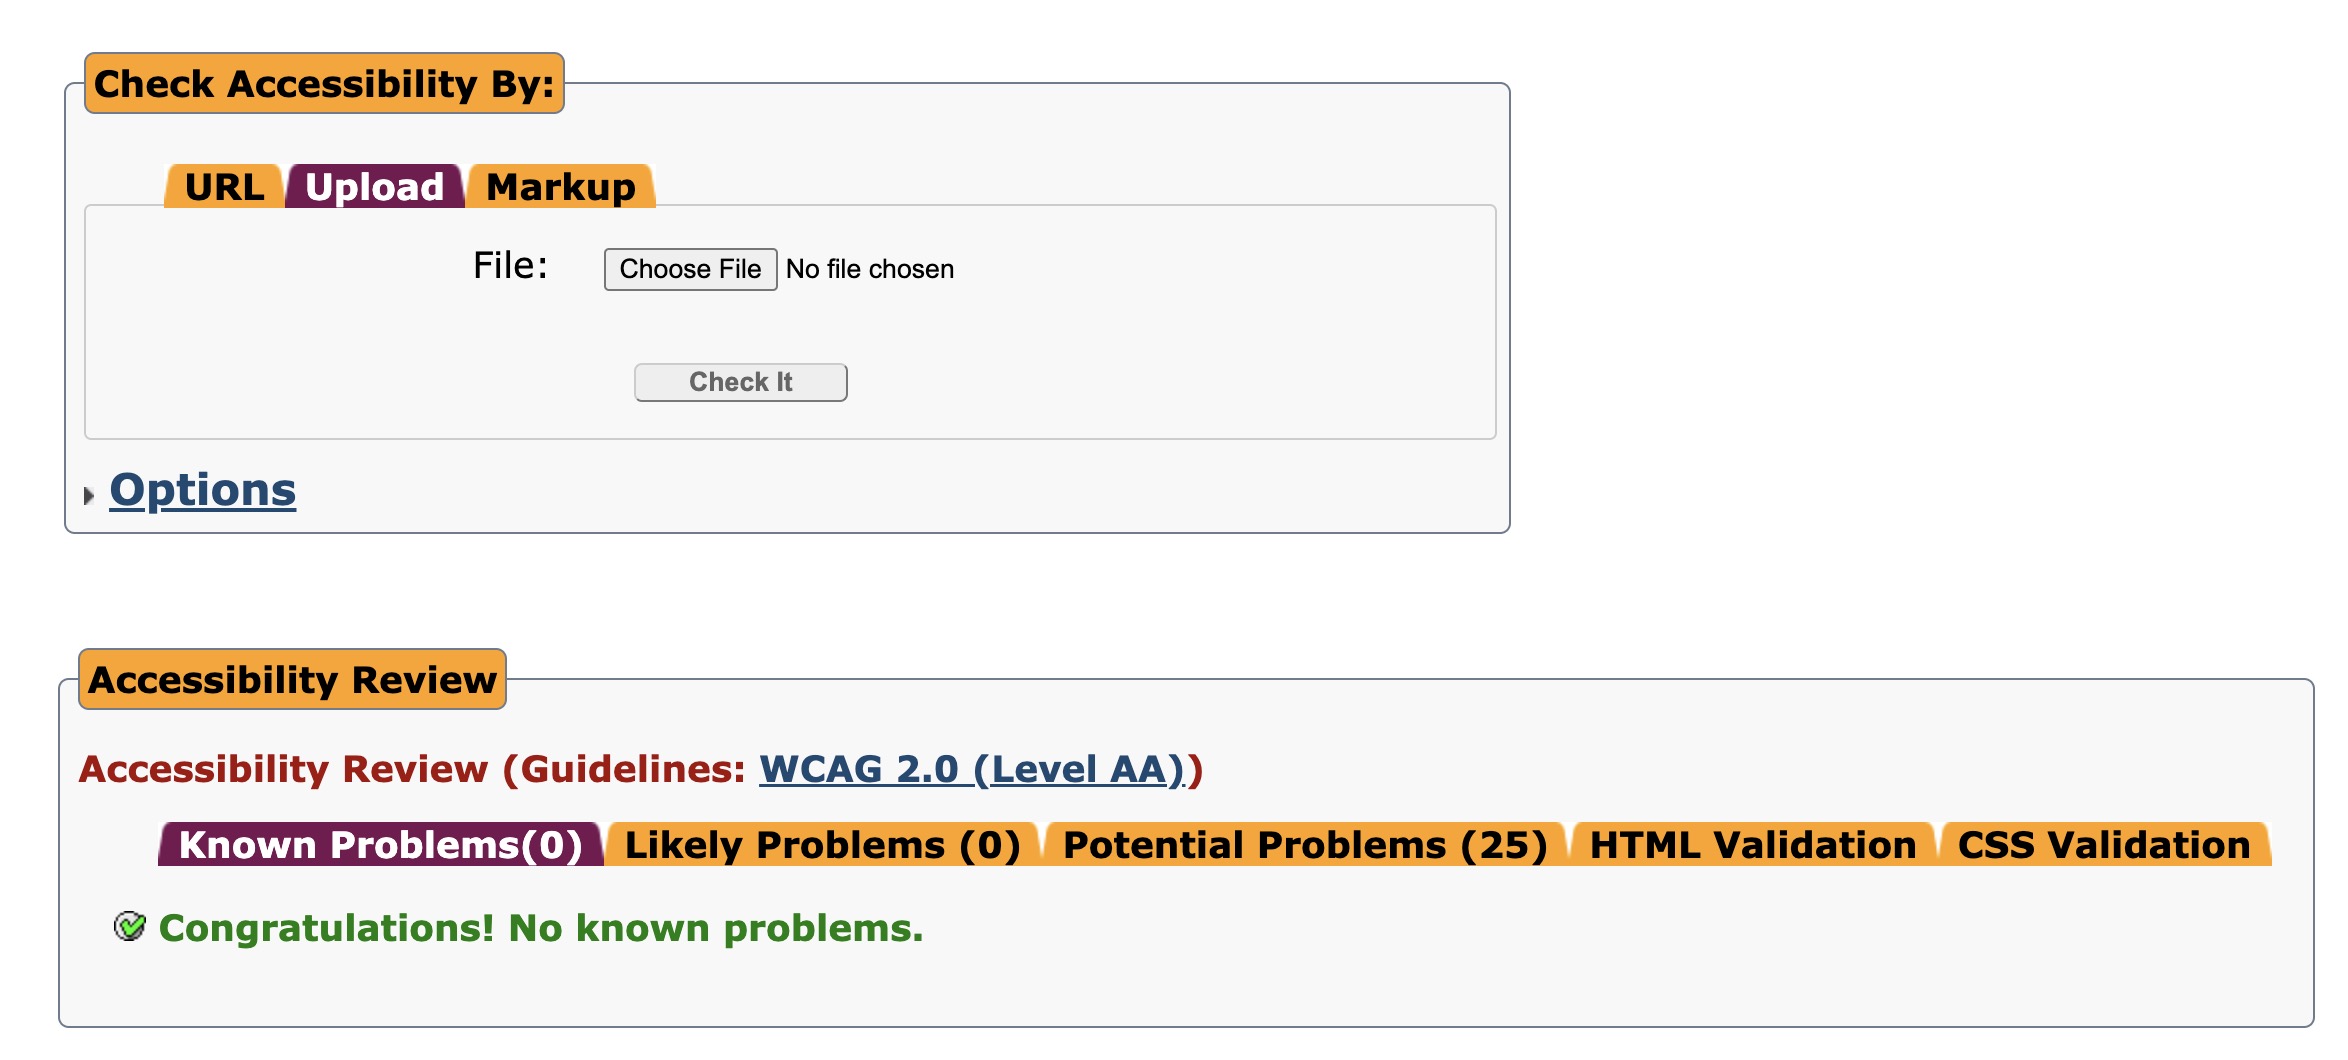 Check Accessibility By:
URL Upload Markup
File: Choose File No file chosen
Check It
Options
Accessibility Review
Accessibility Review (Guidelines: WCAG 2.0 (Level AA))
Known Problems(0) Likely Problems (0) Potential Problems (25) HTML Validation CSS Validation
Congratulations! No known problems.